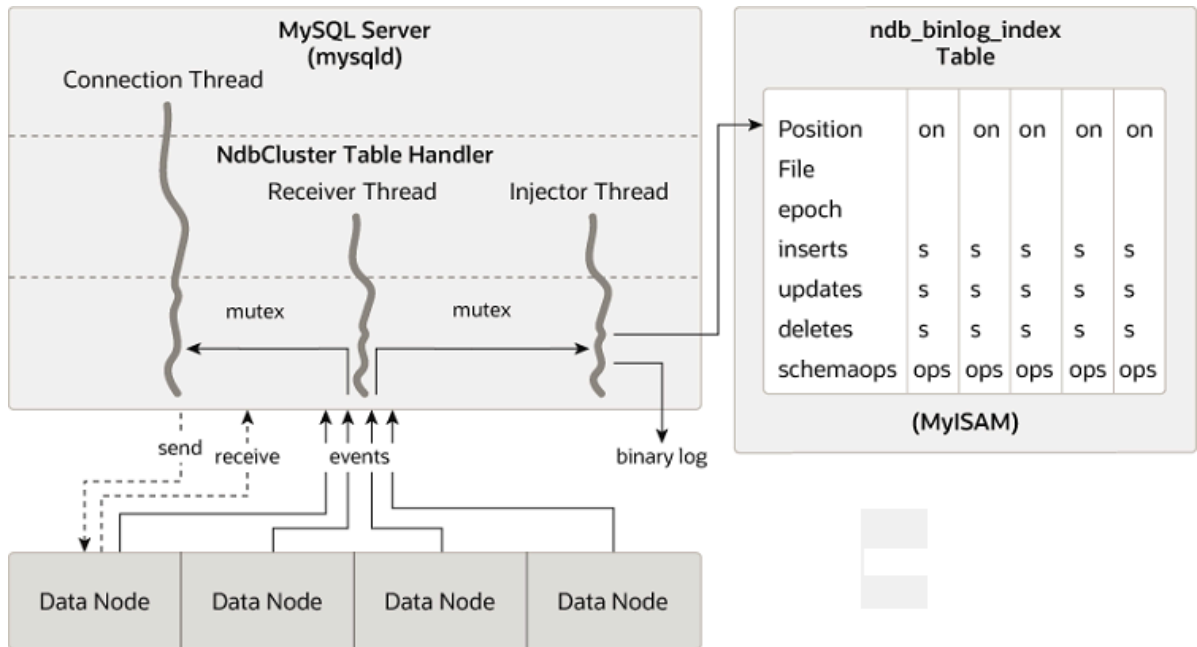 MySQL Server
(mysqld)
Connection Thread
NdbCluster Table Handler
Receiver Thread
Injector Thread
mutex
mutex
send
receive
events
binary log
Data Node
Data Node
Data Node
Data Node
ndb_binlog_index
Table
Position on on on on on
File
epoch
inserts s s s s s
updates s s s s s
deletes s s s s s
schemaops ops ops ops ops ops
(MyISAM)